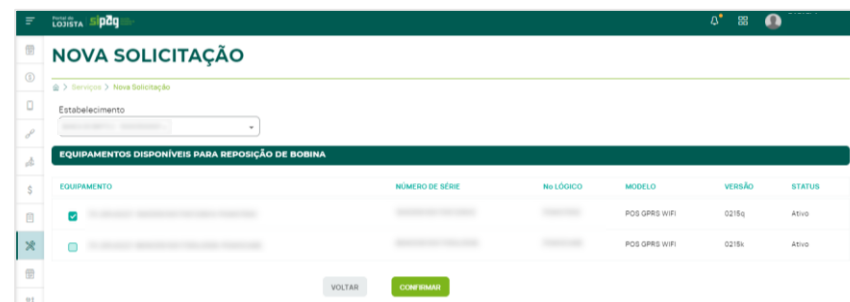 Portal do
LOJISTA sipag
NOVA SOLICITAÇÃO
> Serviços > Nova Solicitação
Estabelecimento
EQUIPAMENTOS DISPONÍVEIS PARA REPOSIÇÃO DE BOBINA
EQUIPAMENTO NÚMERO DE SÉRIE No LÓGICO MODELO VERSÃO STATUS
POS GPRS WIFI 0215q Ativo
POS GPRS WIFI 0215k Ativo
VOLTAR CONFIRMAR